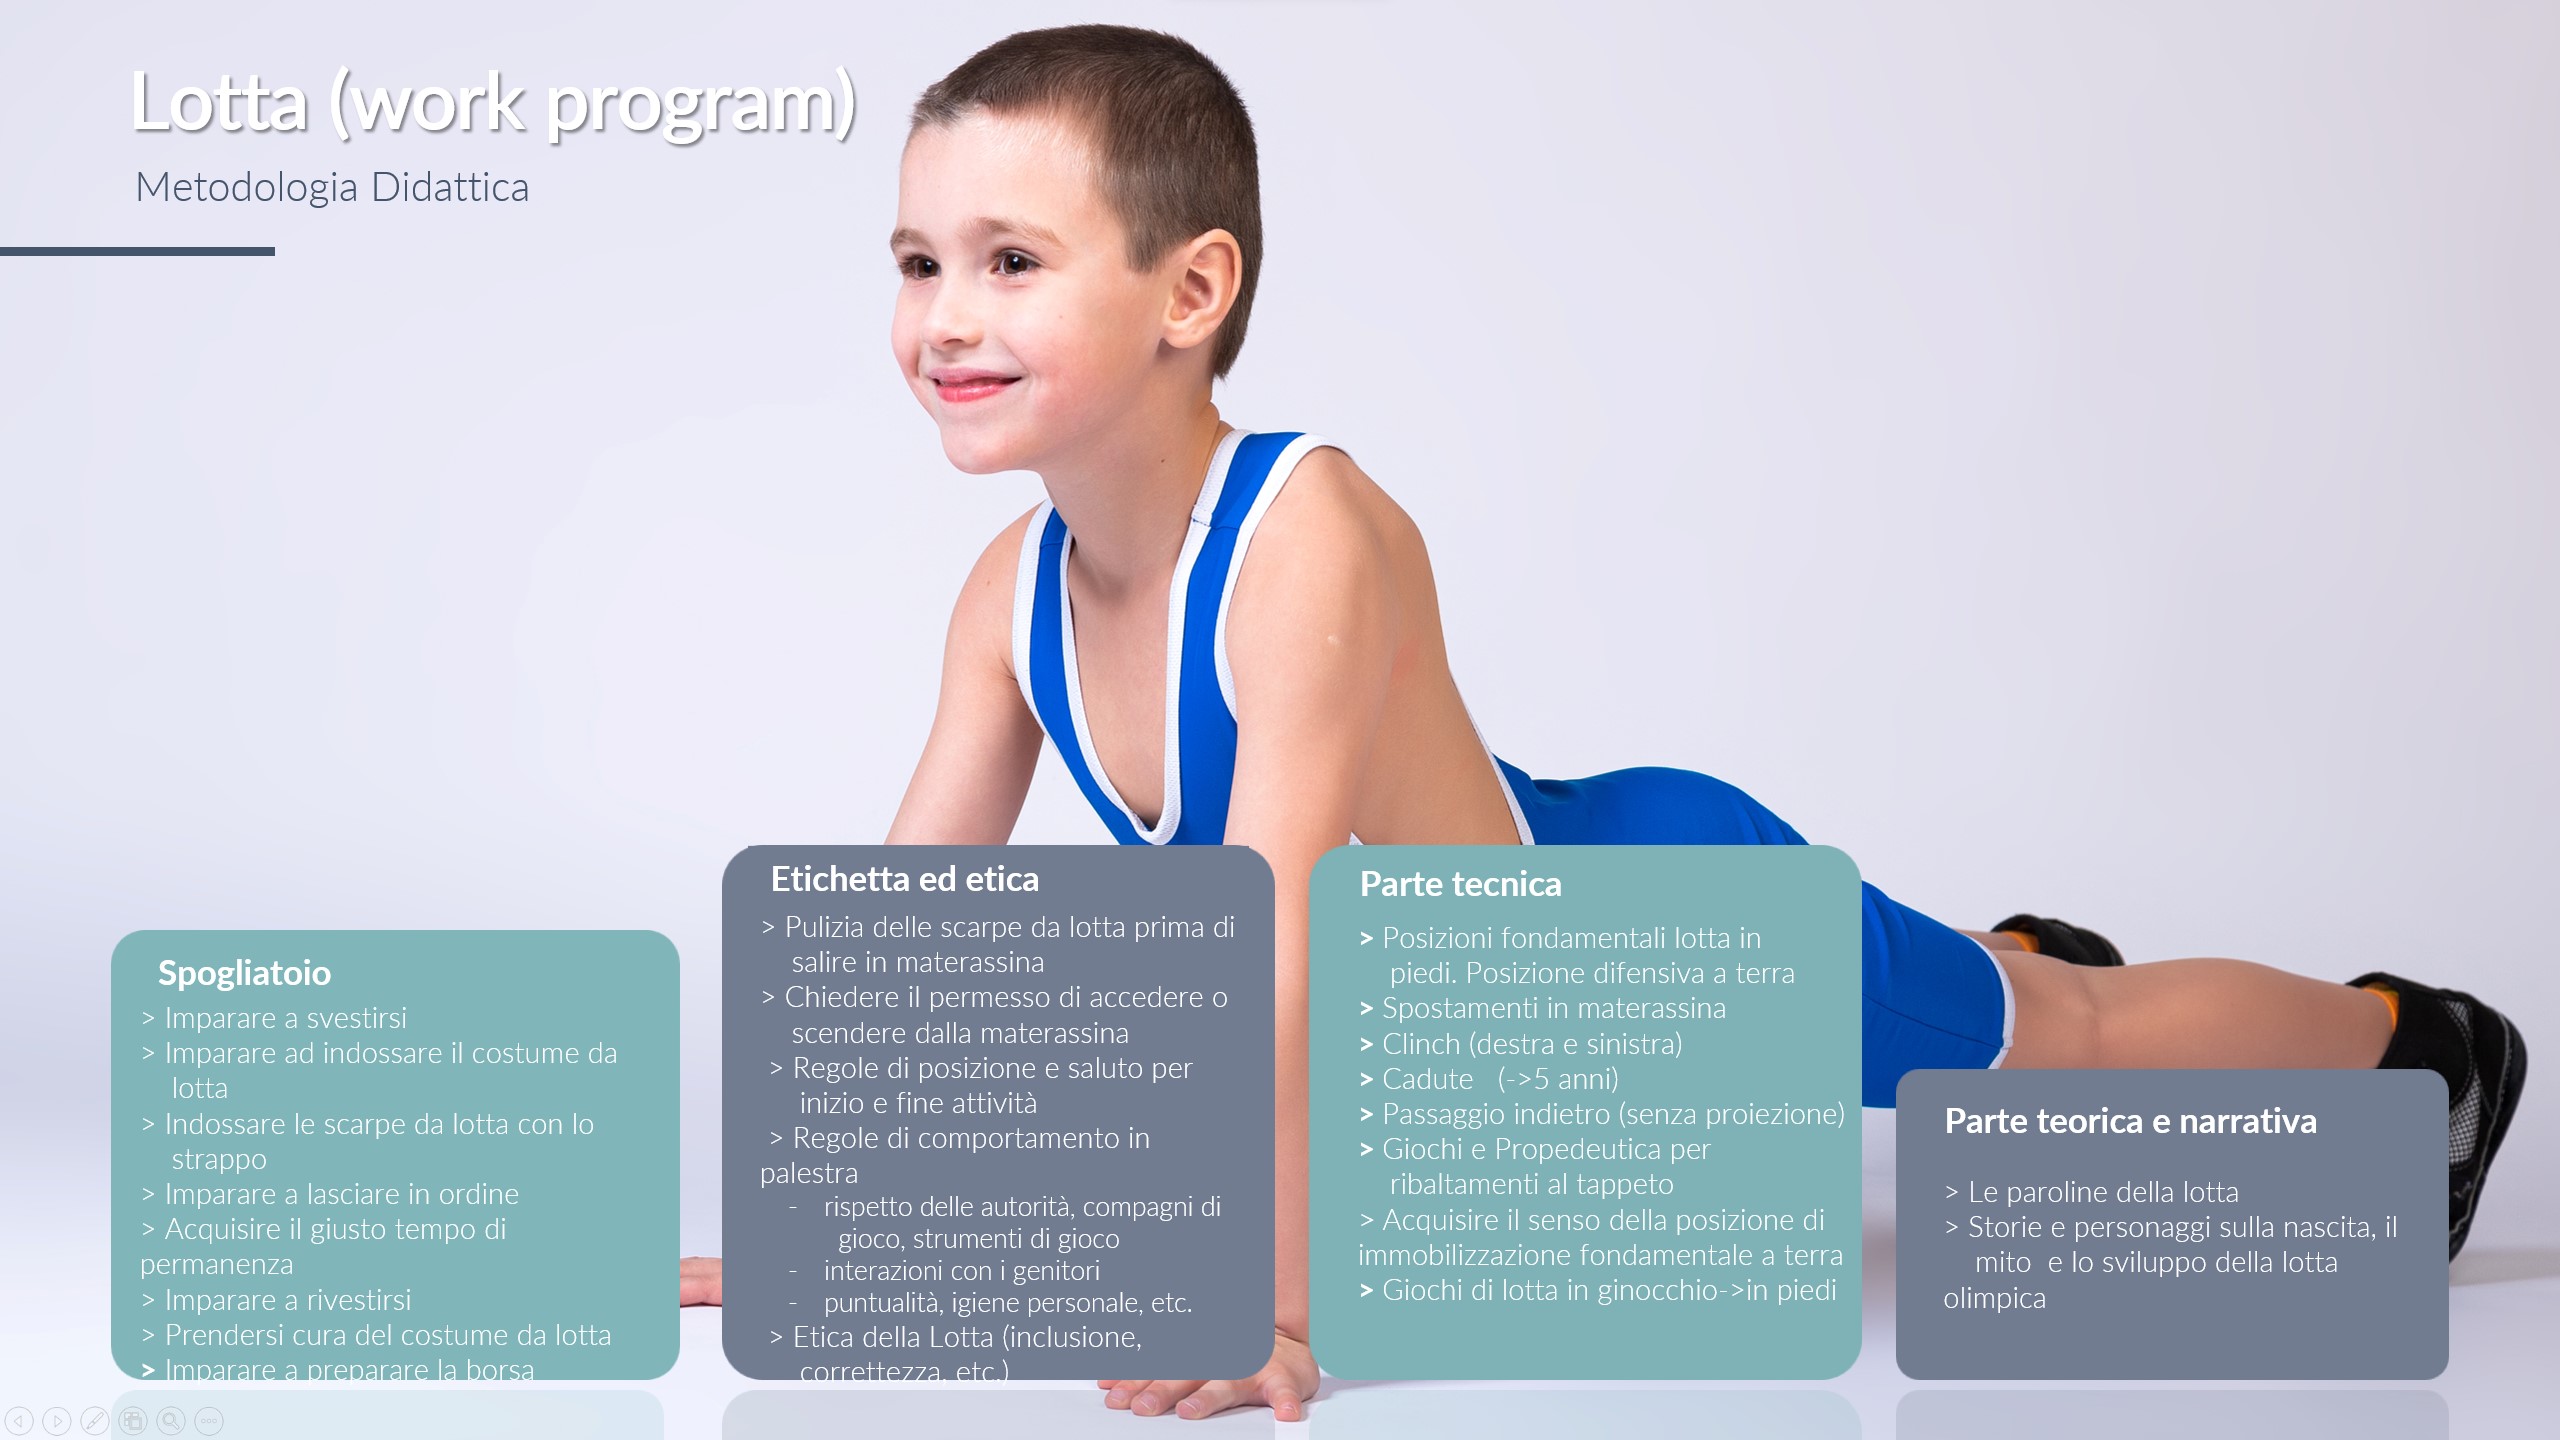 Lotta (work program)
Metodologia Didattica
Spogliatoio
> Imparare a svestirsi
> Imparare ad indossare il costume da
lotta
> Indossare le scarpe da lotta con lo
strappo
> Imparare a lasciare in ordine
> Acquisire il giusto tempo di
permanenza
> Imparare a rivestirsi
> Prendersi cura del costume da lotta
> Imparare a preparare la borsa
Etichetta ed etica
> Pulizia delle scarpe da lotta prima di
salire in materassina
> Chiedere il permesso di accedere o
scendere dalla materassina
> Regole di posizione e saluto per
inizio e fine attività
> Regole di comportamento in
palestra
- rispetto delle autorità, compagni di
gioco, strumenti di gioco
- interazioni con i genitori
- puntualità, igiene personale, etc.
> Etica della Lotta (inclusione,
correttezza, etc.)
Parte tecnica
> Posizioni fondamentali lotta in
piedi. Posizione difensiva a terra
> Spostamenti in materassina
> Clinch (destra e sinistra)
> Cadute (->5 anni)
> Passaggio indietro (senza proiezione)
> Giochi e Propedeutica per
ribaltamenti al tappeto
> Acquisire il senso della posizione di
immobilizzazione fondamentale a terra
> Giochi di lotta in ginocchio->in piedi
Parte teorica e narrativa
> Le paroline della lotta
> Storie e personaggi sulla nascita, il
mito e lo sviluppo della lotta
olimpica